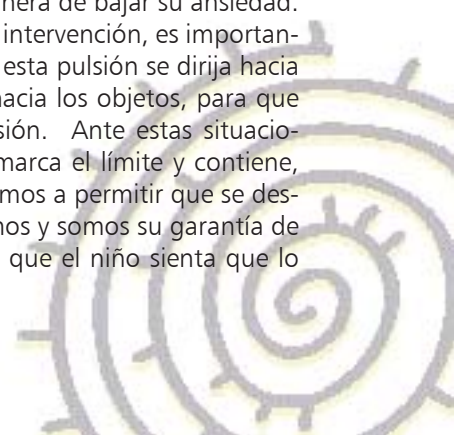 nera de bajar su ansiedad.
intervención, es importan-
esta pulsión se dirija hacia
hacia los objetos, para que
sión. Ante estas situacio-
marca el límite y contiene,
mos a permitir que se des-
nos y somos su garantía de
que el niño sienta que lo